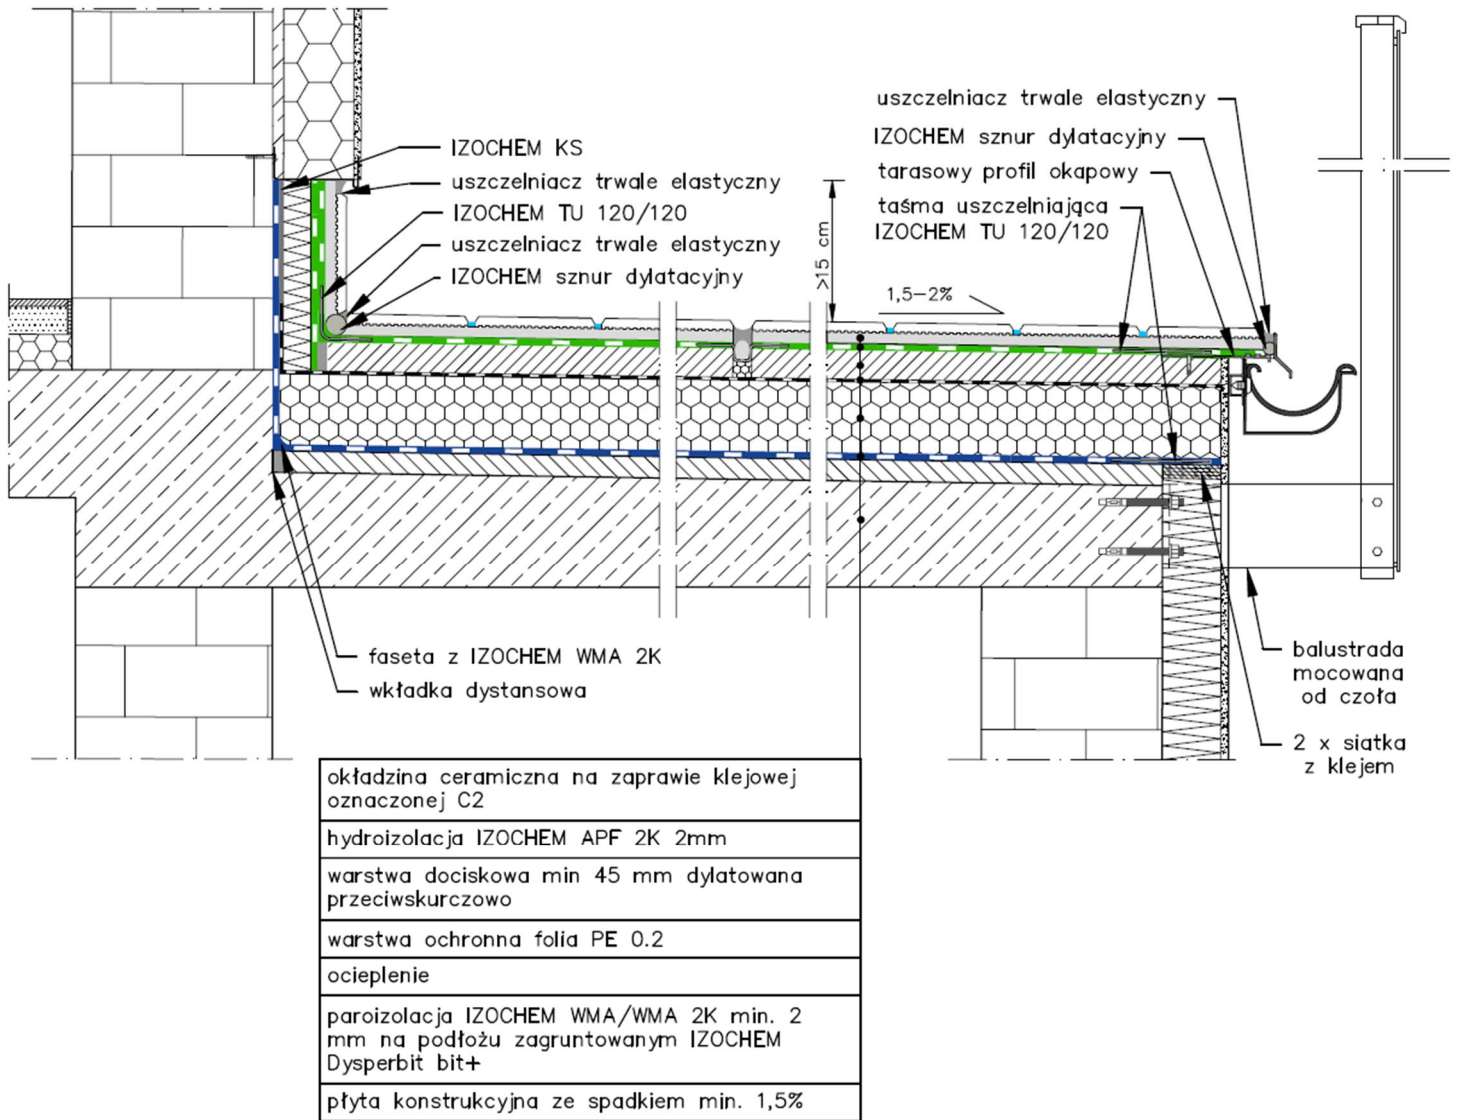 IZOCHEM KS
uszczelniacz trwale elastyczny
IZOCHEM TU 120/120
uszczelniacz trwale elastyczny
IZOCHEM sznur dylatacyjny
>15 cm
1,5–2%
uszczelniacz trwale elastyczny
IZOCHEM sznur dylatacyjny
tarasowy profil okapowy
taśma uszczelniająca
IZOCHEM TU 120/120
faseta z IZOCHEM WMA 2K
wkładka dystansowa
balustrada
mocowana
od czoła
2 x siatka
z klejem
okładzina ceramiczna na zaprawie klejowej
oznaczonej C2
hydroizolacja IZOCHEM APF 2K 2mm
warstwa dociskowa min 45 mm dylatowana
przeciwskurczowo
warstwa ochronna folia PE 0.2
ocieplenie
paroizolacja IZOCHEM WMA/WMA 2K min. 2
mm na podłożu zagruntowanym IZOCHEM
Dysperbit bit+
płyta konstrukcyjna ze spadkiem min. 1,5%